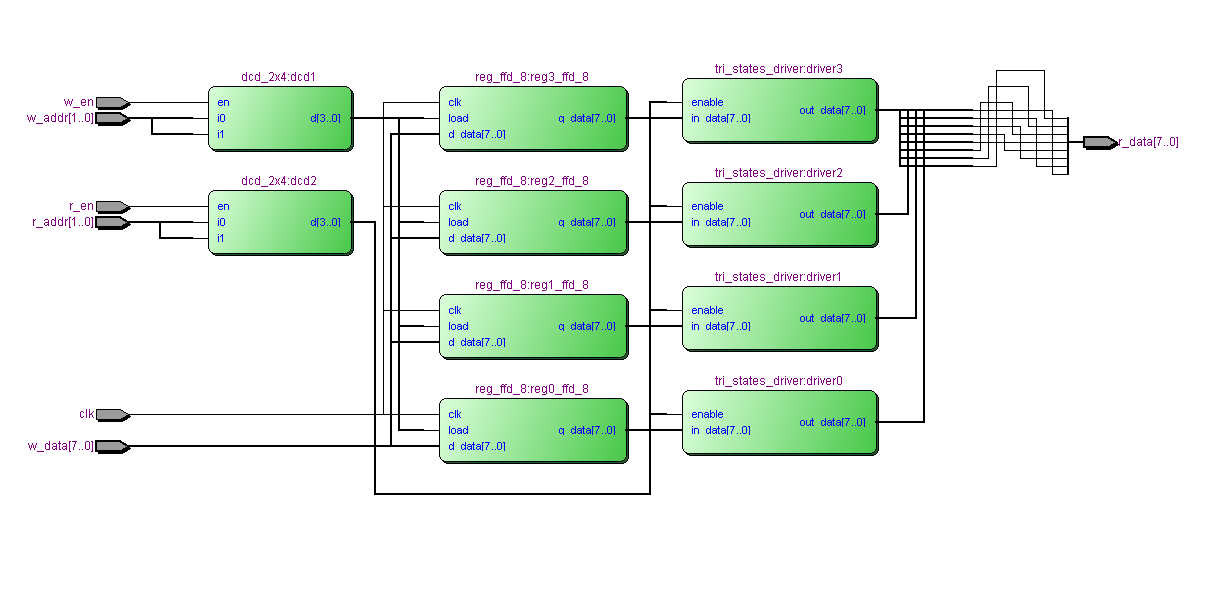 dcd_2x4:dcd1
w_en
w_addr[1..0]
en
i0
i1
d[3..0]
dcd_2x4:dcd2
r_en
r_addr[1..0]
en
i0
i1
d[3..0]
clk
w_data[7..0]
reg_ffd_8:reg3_ffd_8
clk
load
d data[7..0]
q data[7..0]
reg_ffd_8:reg2_ffd_8
clk
load
d data[7..0]
q data[7..0]
reg_ffd_8:reg1_ffd_8
clk
load
d data[7..0]
q data[7..0]
reg_ffd_8:reg0_ffd_8
clk
load
d data[7..0]
q data[7..0]
tri_states_driver:driver3
enable
in data[7..0]
out data[7..0]
tri_states_driver:driver2
enable
in data[7..0]
out data[7..0]
tri_states_driver:driver1
enable
in data[7..0]
out data[7..0]
tri_states_driver:driver0
enable
in data[7..0]
out data[7..0]
r_data[7..0]